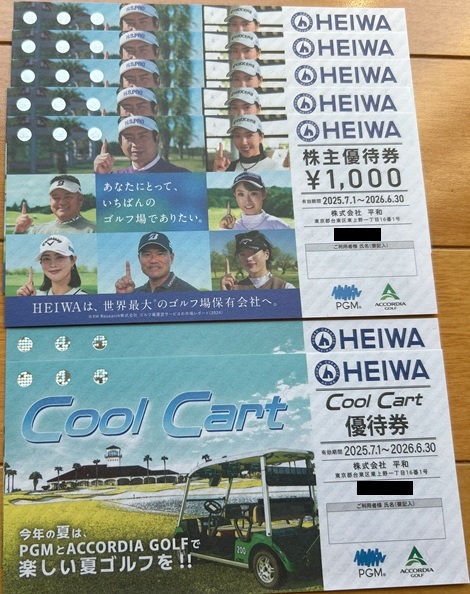 HEIWA
HEIWA
HEIWA
HEIWA
HEIWA
株主優待券
¥1,000
有効期間 2025.7.1~2026.6.30
株式会社 平和
東京都台東区東上野一丁目16番1号
ご利用者様 氏名(要記入)
PGM
ACCORDIA
GOLF
あなたにとって、
いちばんの
ゴルフ場でありたい。
HEIWAは、世界最大※のゴルフ場保有会社へ。
HEIWA
HEIWA
Cool Cart
優待券
有効期間 2025.7.1~2026.6.30
株式会社 平和
東京都台東区東上野一丁目16番1号
ご利用者様 氏名(要記入)
PGM
ACCORDIA
GOLF
Cool Cart
200
今年の夏は、
PGMとACCORDIA GOLFで
楽しい夏ゴルフを!!